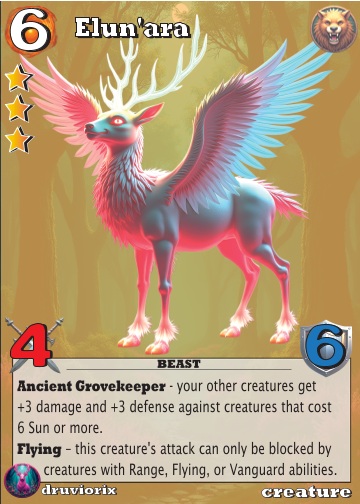 6 Elun'ara
4
6
BEAST
Ancient Grovekeeper - your other creatures get
+3 damage and +3 defense against creatures that cost
6 Sun or more.
Flying – this creature's attack can only be blocked by
creatures with Range, Flying, or Vanguard abilities.
druviorix creature